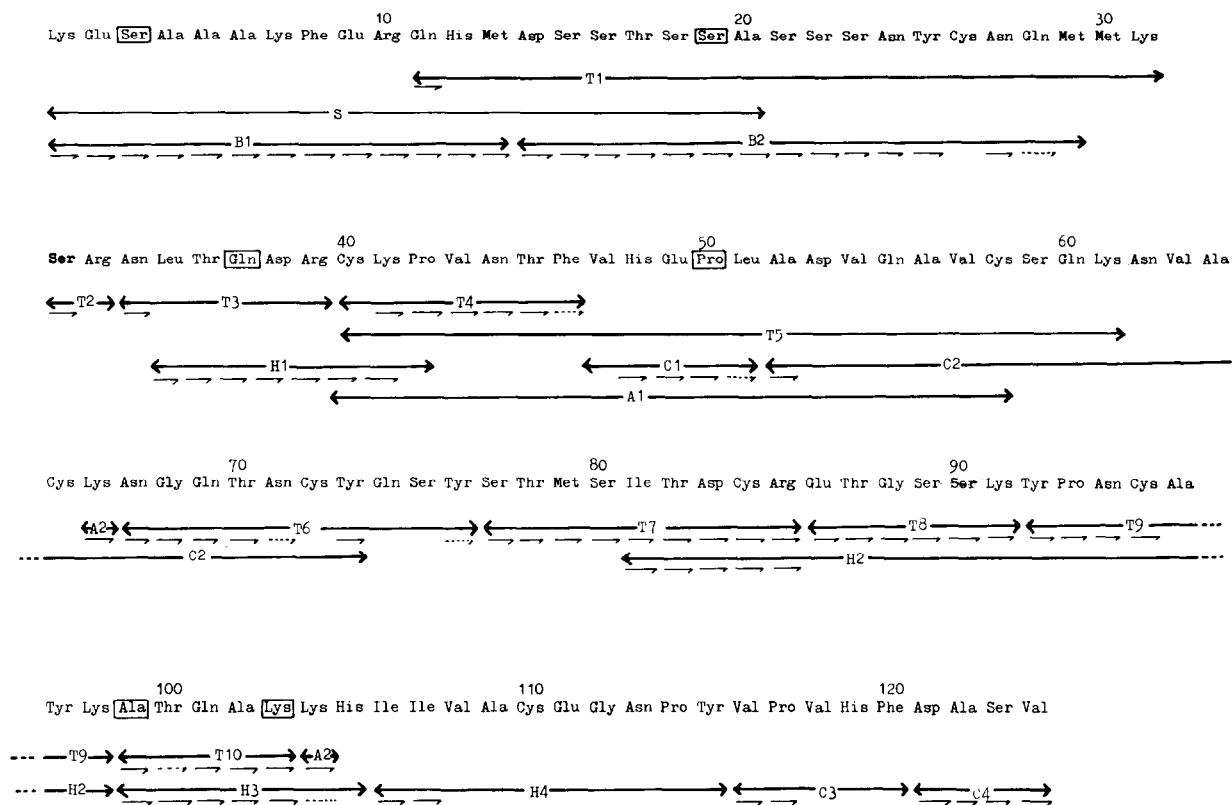 10 20 30
Lys Glu Ser Ala Ala Ala Lys Phe Glu Arg Gln His Met Asp Ser Ser Thr Ser Ser Ala Ser Ser Ser Asn Tyr Cys Asn Gln Met Met Lys
T1
S
B1 B2
40 50 60
Ser Arg Asn Leu Thr Gln Asp Arg Cys Lys Pro Val Asn Thr Phe Val His Glu Pro Leu Ala Asp Val Gln Ala Val Cys Ser Gln Lys Asn Val Ala
T2 T3 T4
T5
H1 C1 C2
A1
70 80 90
Cys Lys Asn Gly Gln Thr Asn Cys Tyr Gln Ser Tyr Ser Thr Met Ser Ile Thr Asp Cys Arg Glu Thr Gly Ser Ser Lys Tyr Pro Asn Cys Ala
A2 T6 T7 T8 T9
C2 H2
100 110 120
Tyr Lys Ala Thr Gln Ala Lys Lys His Ile Ile Val Ala Cys Glu Gly Asn Pro Tyr Val Pro Val His Phe Asp Ala Ser Val
T9 T10 A2
H2 H3 H4 C3 C4